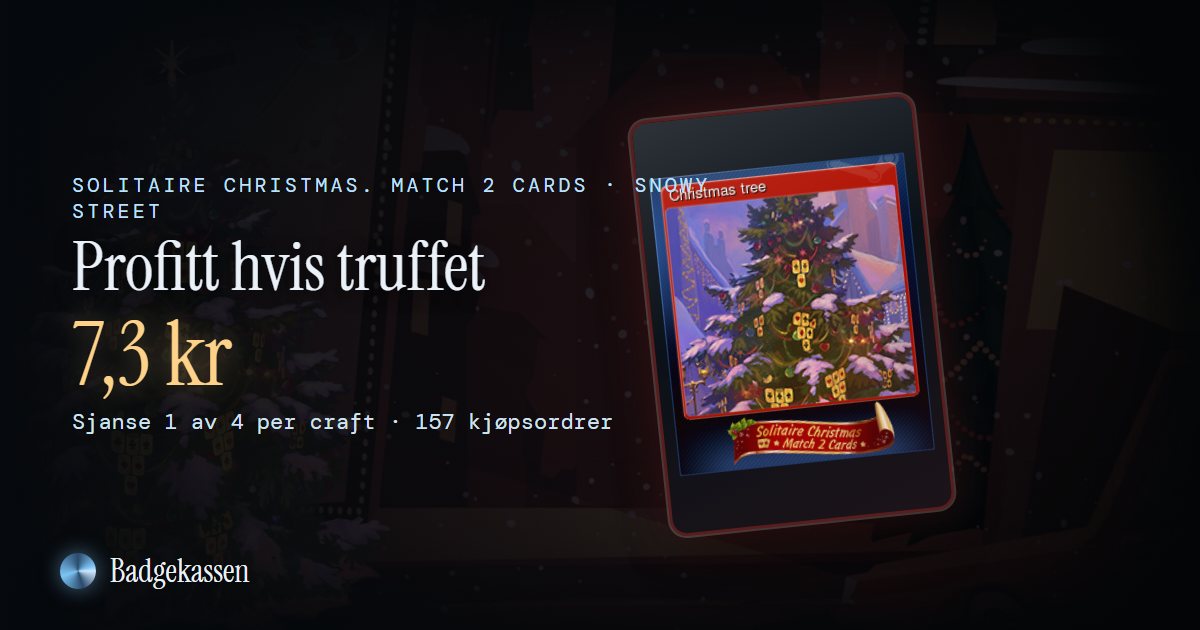 SOLITAIRE CHRISTMAS. MATCH 2 CARDS · SNOWY
STREET
Profitt hvis truffet
7,3 kr
Sjanse 1 av 4 per craft · 157 kjøpsordrer
Christmas tree
Solitaire Christmas
Match 2 Cards
Badgekassen